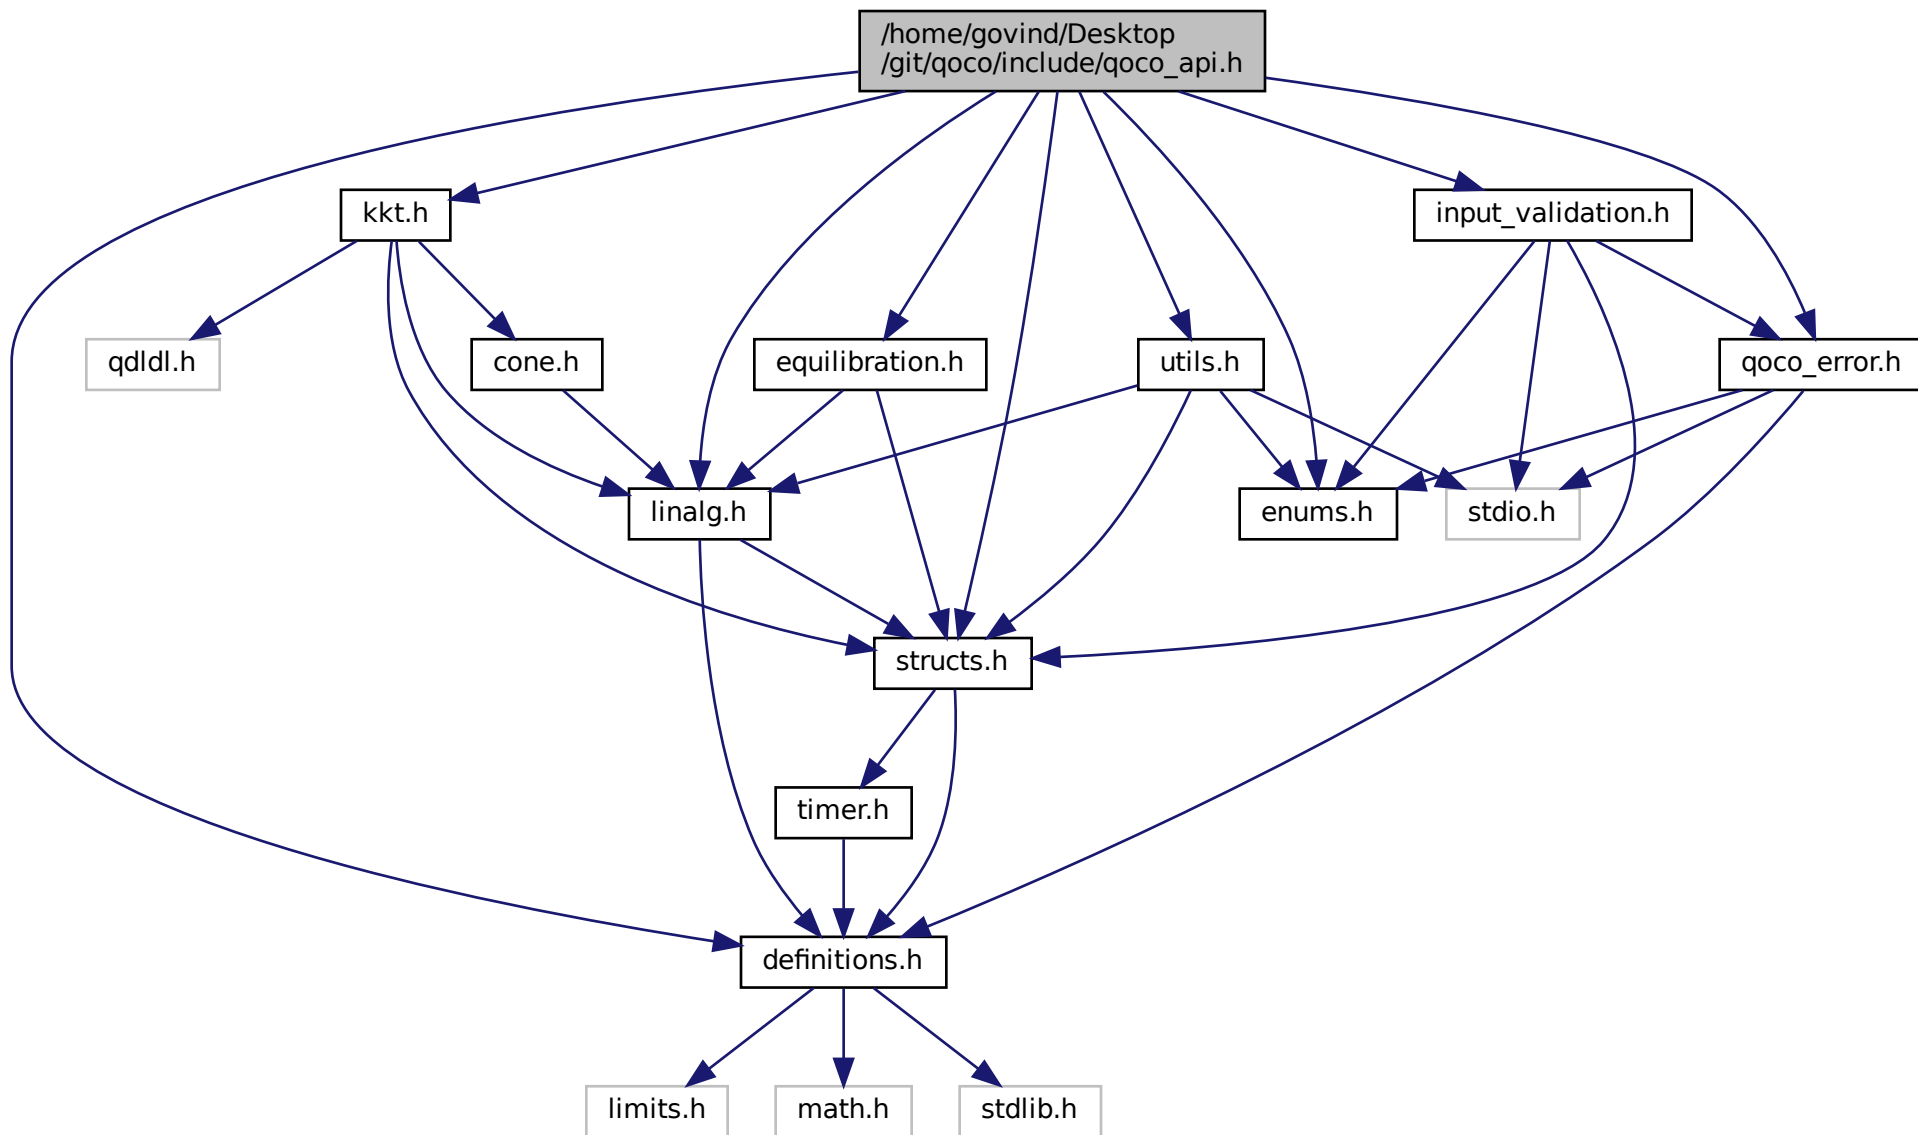 /home/govind/Desktop
/git/qoco/include/qoco_api.h
kkt.h
input_validation.h
qdldl.h
cone.h
equilibration.h
utils.h
qoco_error.h
linalg.h
enums.h
stdio.h
structs.h
timer.h
definitions.h
limits.h
math.h
stdlib.h